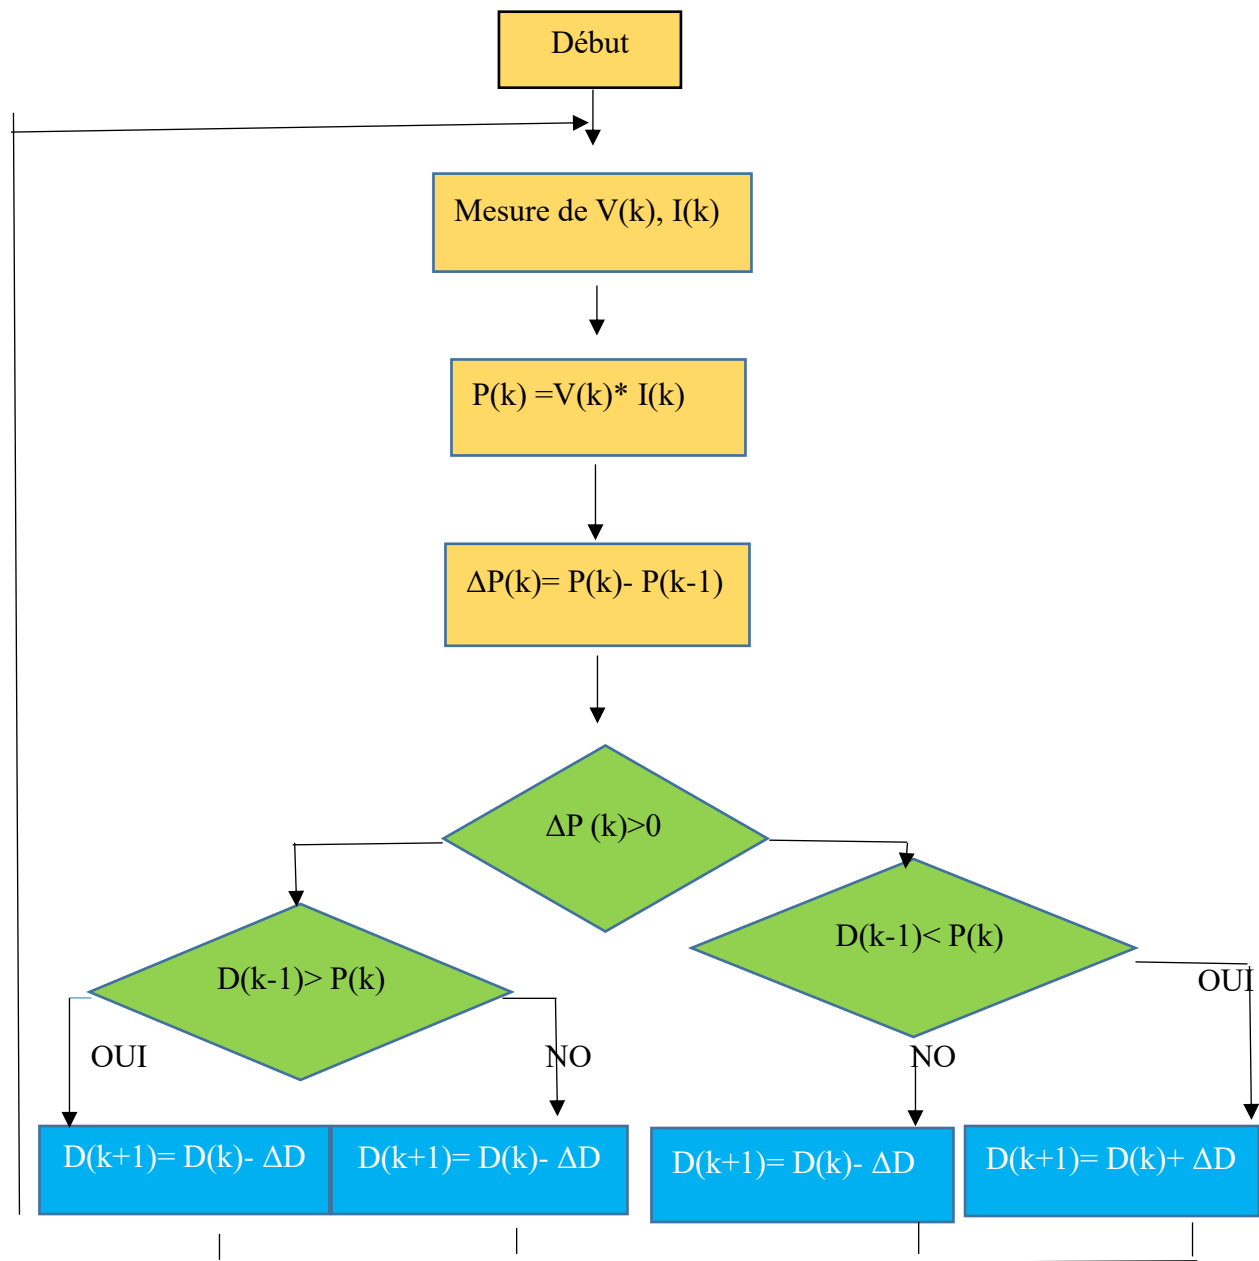 Début
Mesure de V(k), I(k)
P(k) =V(k)* I(k)
ΔP(k)= P(k)- P(k-1)
ΔP (k)>0
D(k-1)< P(k)
D(k-1)> P(k)
OUI
OUI
NO
NO
D(k+1)= D(k)- ΔD
D(k+1)= D(k)- ΔD
D(k+1)= D(k)- ΔD
D(k+1)= D(k)+ ΔD